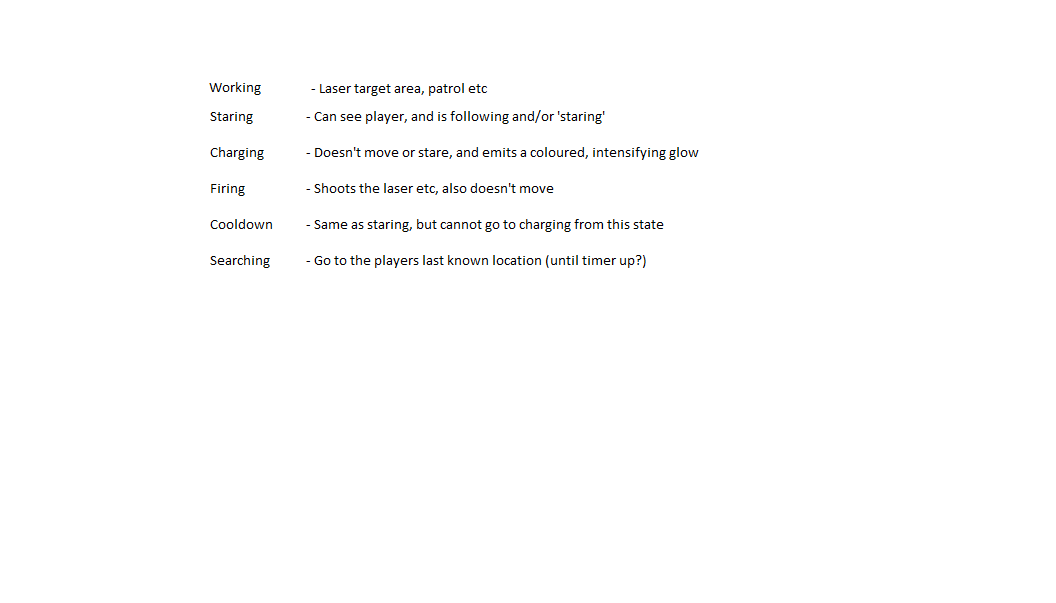 Working - Laser target area, patrol etc
Staring - Can see player, and is following and/or 'staring'
Charging - Doesn't move or stare, and emits a coloured, intensifying glow
Firing - Shoots the laser etc, also doesn't move
Cooldown - Same as staring, but cannot go to charging from this state
Searching - Go to the players last known location (until timer up?)